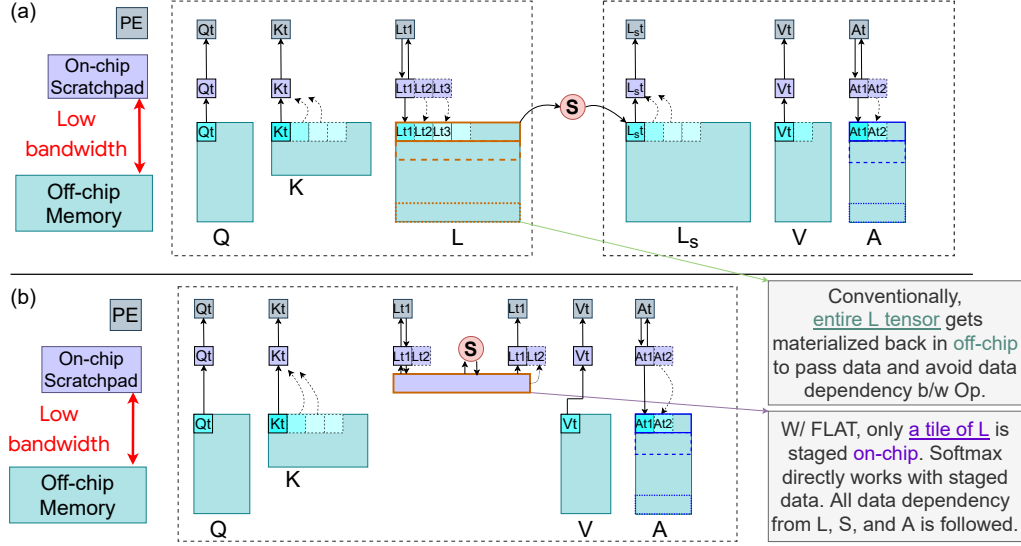 (a)
PE
On-chip
Scratchpad
Low
bandwidth
Off-chip
Memory
Qt Kt Lt1 Lₛt Vt At
Qt Kt Lt1 Lt2 Lt3 Lₛt Vt At1 At2
S
Qt Kt Lt1 Lt2 Lt3 Lₛt Vt At1 At2
K
Q L Lₛ V A
(b)
PE
On-chip
Scratchpad
Low
bandwidth
Off-chip
Memory
Qt Kt Lt1 Lt1 Vt At
Qt Kt Lt1 Lt2 S Lt1 Lt2 Vt At1 At2
Qt Kt Vt At1 At2
K
Q V A
Conventionally,
entire L tensor gets
materialized back in off-chip
to pass data and avoid data
dependency b/w Op.
W/ FLAT, only a tile of L is
staged on-chip. Softmax
directly works with staged
data. All data dependency
from L, S, and A is followed.